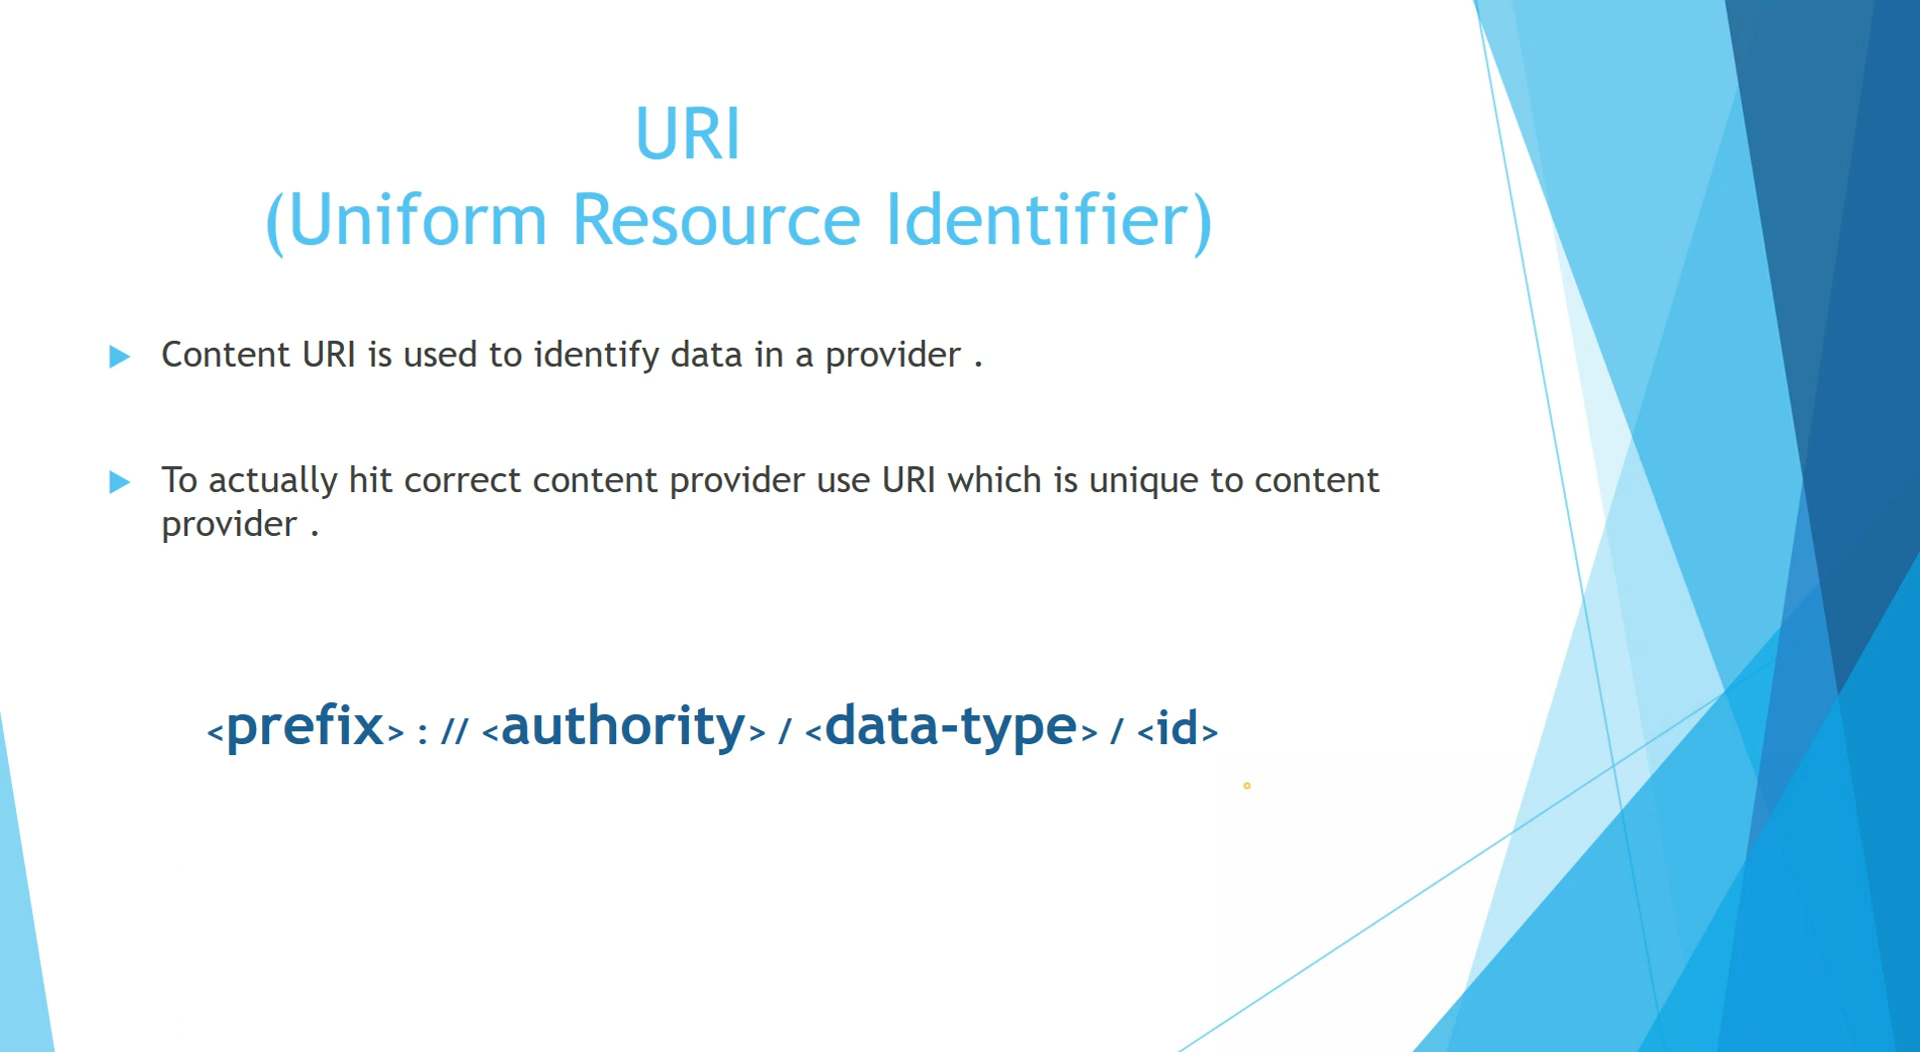 URI
(Uniform Resource Identifier)
Content URI is used to identify data in a provider .
To actually hit correct content provider use URI which is unique to content
provider .
<prefix> : // <authority> / <data-type> / <id>